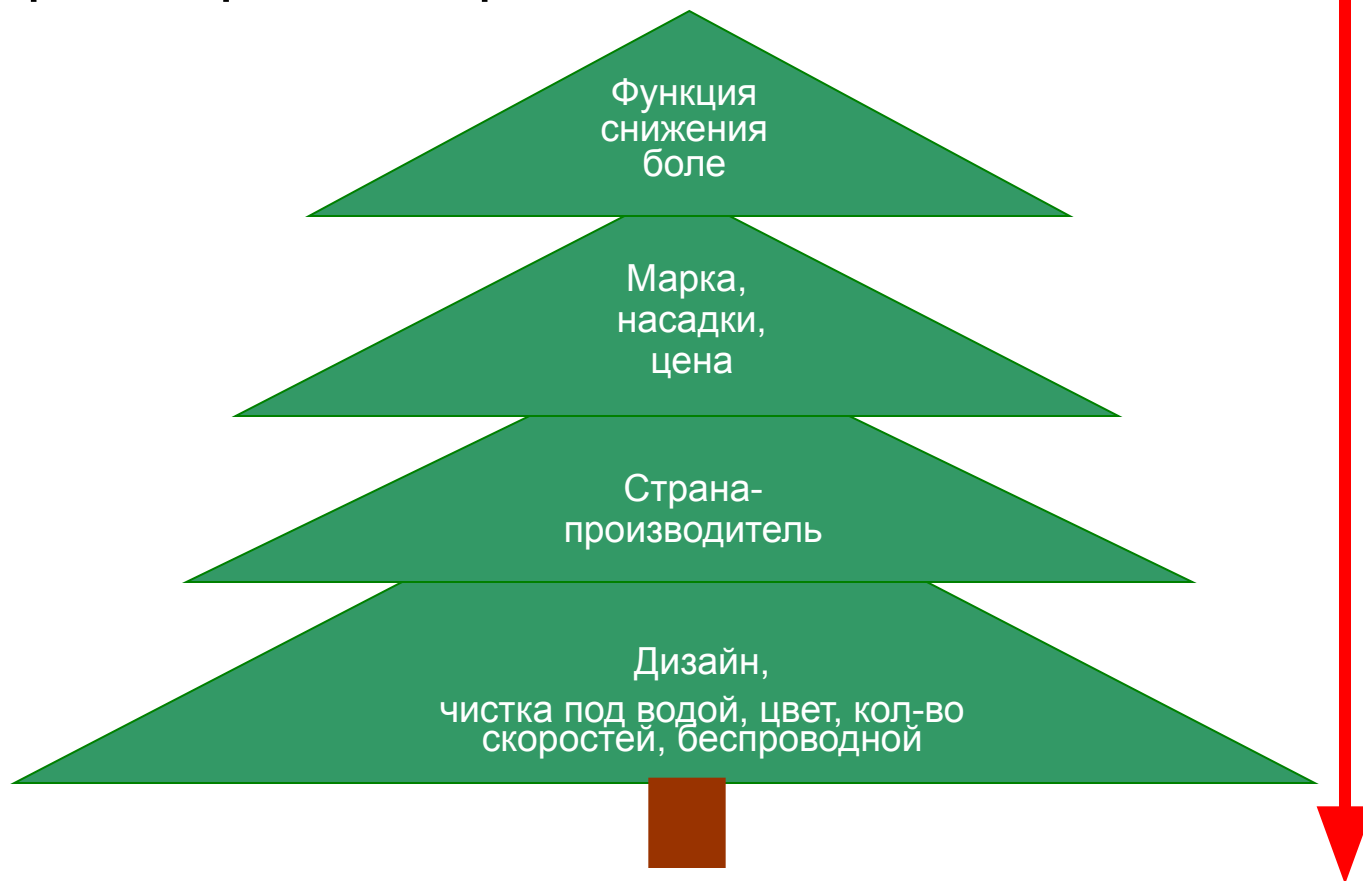 Функция
снижения
боле
Марка,
насадки,
цена
Страна-
производитель
Дизайн,
чистка под водой, цвет, кол-во
скоростей, беспроводной